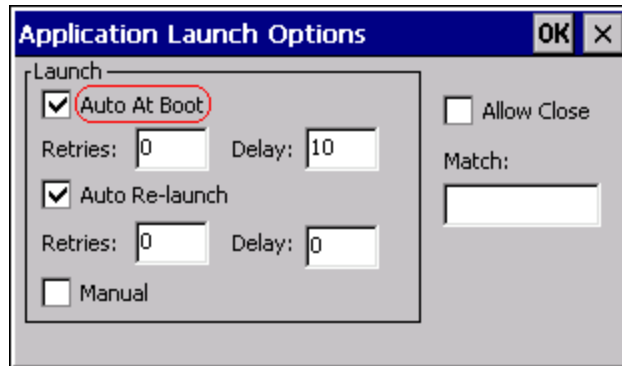 Application Launch Options OK ×
Launch
Auto At Boot
Allow Close
Retries: 0 Delay: 10
Match:
Auto Re-launch
Retries: 0 Delay: 0
Manual